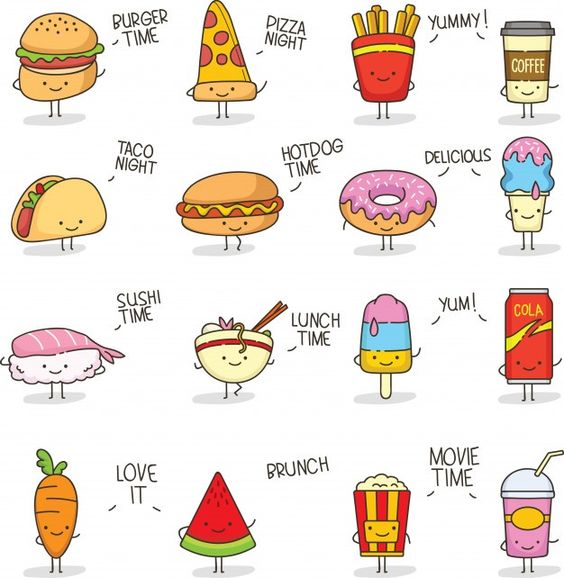 BURGER
TIME
PIZZA
NIGHT
YUMMY!
COFFEE
TACO
NIGHT
HOTDOG
TIME
DELICIOUS
SUSHI
TIME
LUNCH
TIME
YUM!
COLA
LOVE
IT
BRUNCH
MOVIE
TIME